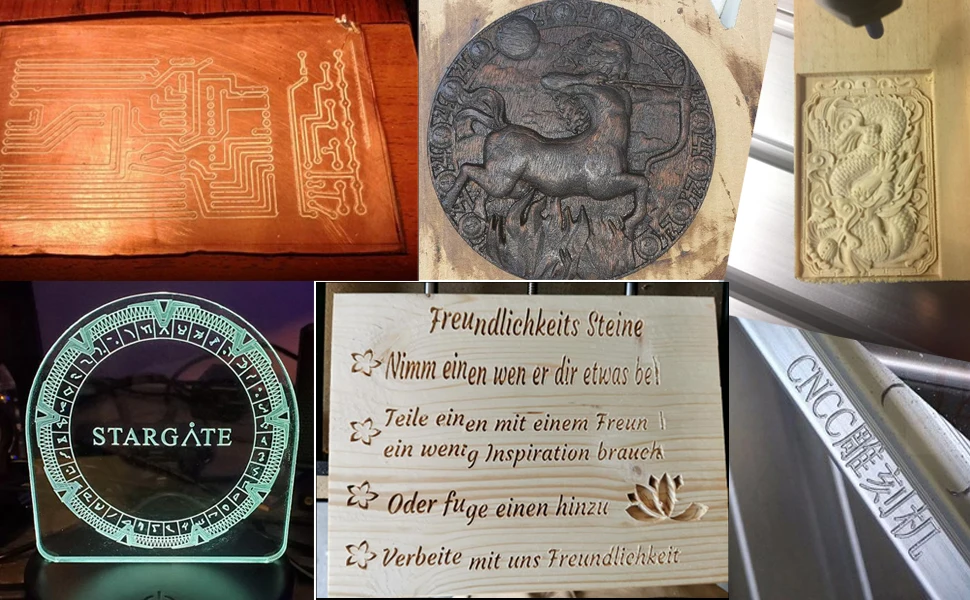 STARGATE
Freundlichkeits Steine
Nimm einen wen er dir etwas
Teile einen mit einem Freun
ein wenig Inspiration brauch
Oder fuge einen hinzu
Verbeite mit uns Freundlichkeit
CNCC雕刻机